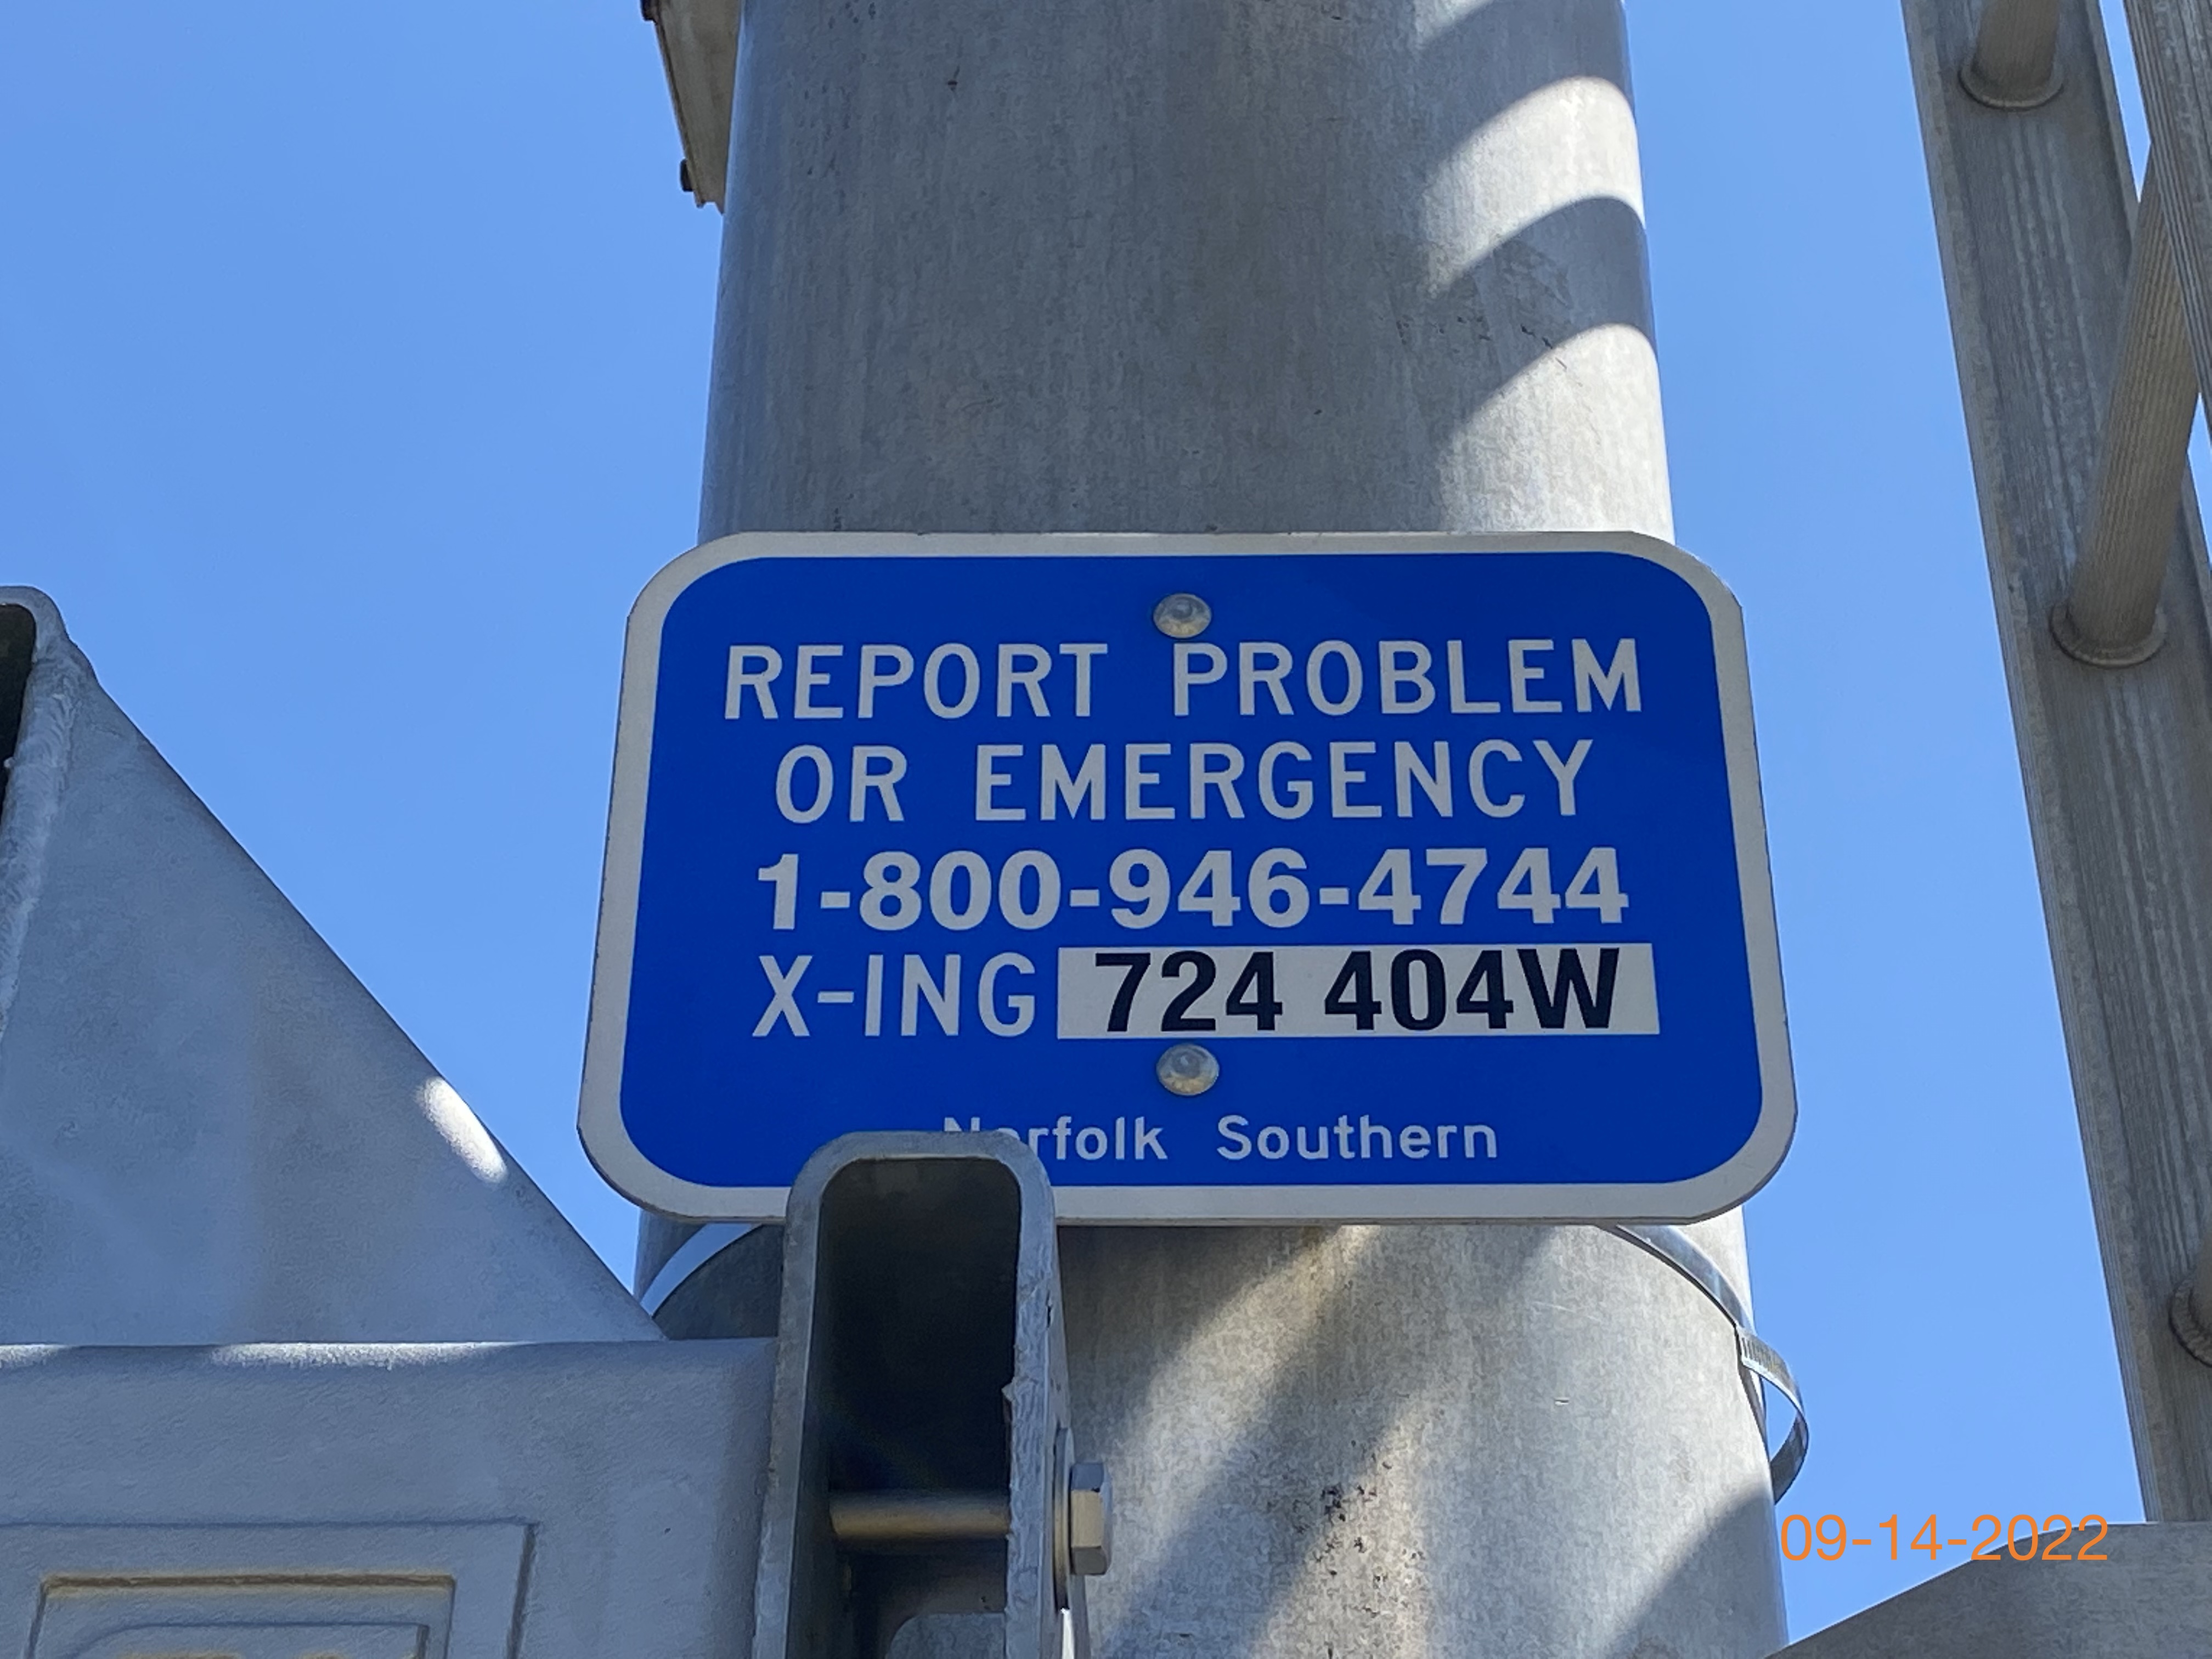 REPORT PROBLEM
OR EMERGENCY
1-800-946-4744
X-ING 724 404W
Norfolk Southern
09-14-2022